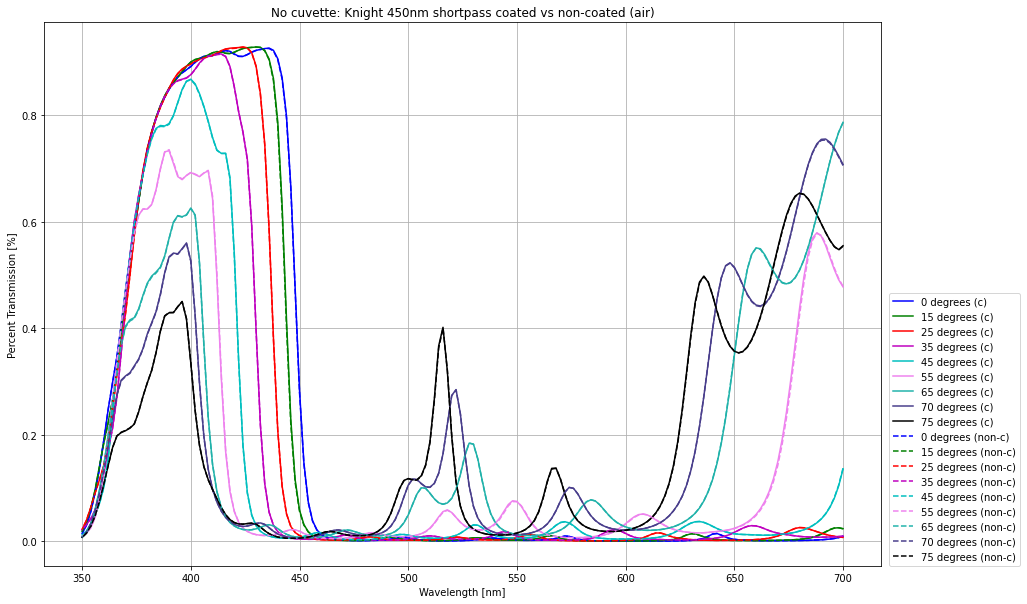 No cuvette: Knight 450nm shortpass coated vs non-coated (air)
Percent Transmission [%]
0.8
0.6
0.4
0.2
0.0
350
400
450
500
550
600
650
700
Wavelength [nm]
0 degrees (c)
15 degrees (c)
25 degrees (c)
35 degrees (c)
45 degrees (c)
55 degrees (c)
65 degrees (c)
70 degrees (c)
75 degrees (c)
0 degrees (non-c)
15 degrees (non-c)
25 degrees (non-c)
35 degrees (non-c)
45 degrees (non-c)
55 degrees (non-c)
65 degrees (non-c)
70 degrees (non-c)
75 degrees (non-c)